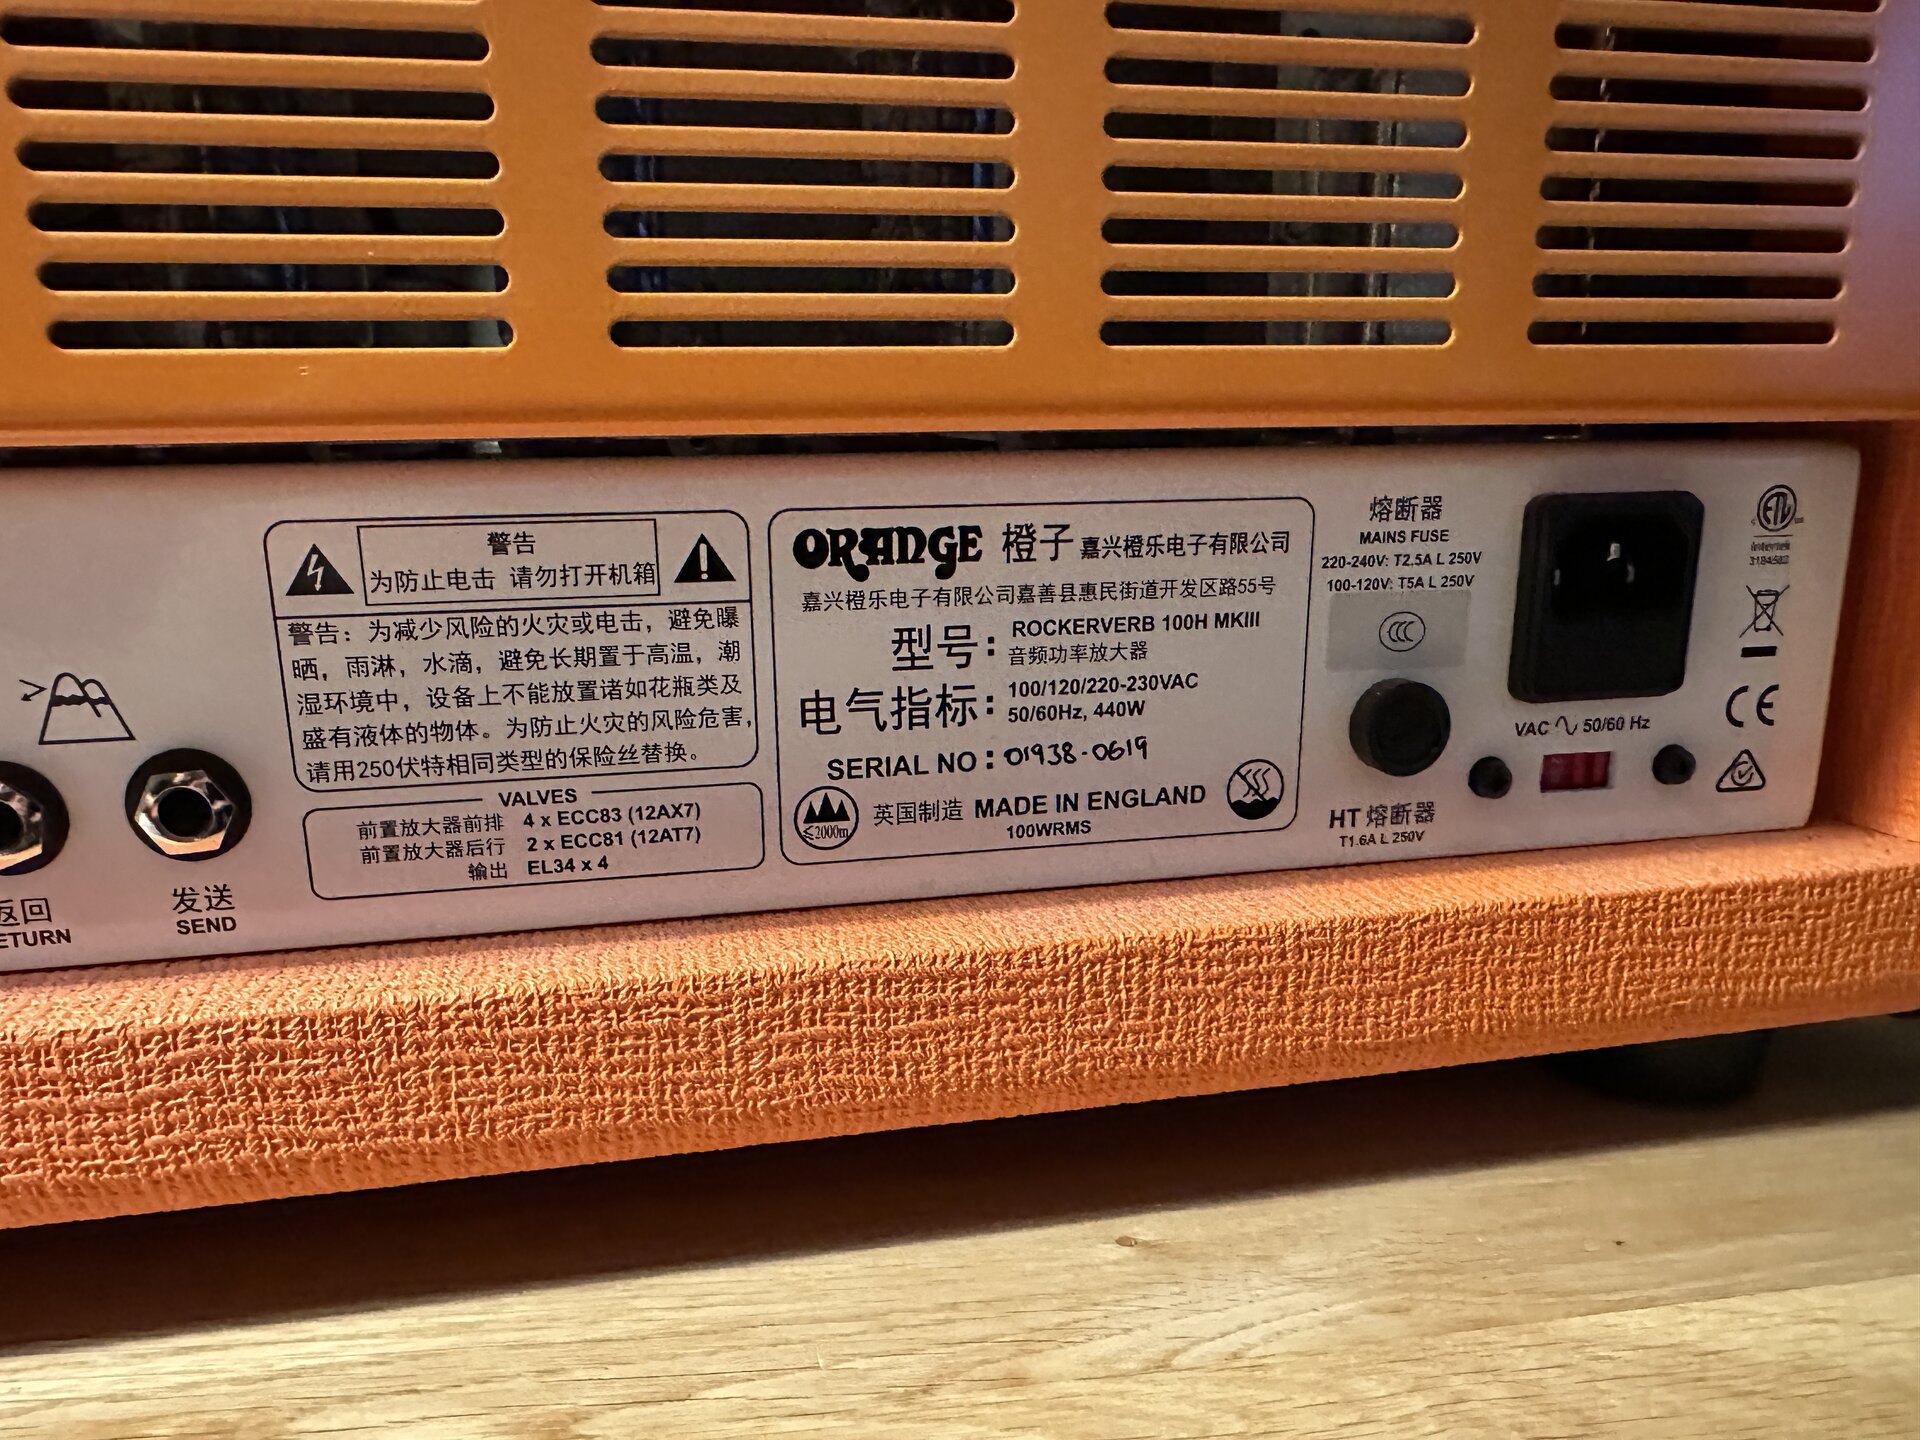 警告
为防止电击 请勿打开机箱
警告：为减少风险的火灾或电击，避免曝
晒，雨淋，水滴，避免长期置于高温，潮
湿环境中，设备上不能放置诸如花瓶类及
盛有液体的物体。为防止火灾的风险危害，
请用250伏特相同类型的保险丝替换。
VALVES
前置放大器前排 4 x ECC83 (12AX7)
前置放大器后行 2 x ECC81 (12AT7)
输出 EL34 x 4
返回
ETURN
发送
SEND
ORANGE 橙子 嘉兴橙乐电子有限公司
嘉兴橙乐电子有限公司嘉善县惠民街道开发区路55号
型号：ROCKERVERB 100H MKIII
音频功率放大器
电气指标：100/120/220-230VAC
50/60Hz, 440W
SERIAL NO : 01938-0619
≤2000m
英国制造 MADE IN ENGLAND
100WRMS
熔断器
MAINS FUSE
220-240V: T2.5A L 250V
100-120V: T5A L 250V
CCC
HT 熔断器
T1.6A L 250V
VAC 50/60 Hz
ETL
Intertek
3184582
CE